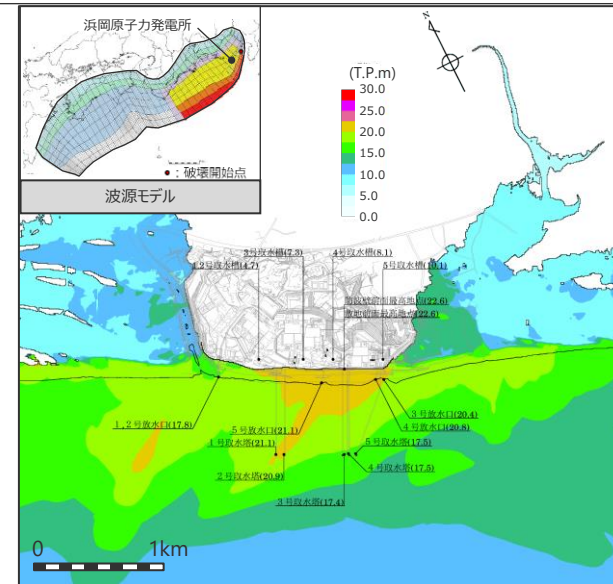 浜岡原子力発電所
：破壊開始点
波源モデル
N
(T.P.m)
30.0
25.0
20.0
15.0
10.0
5.0
0.0
3号取水槽(7.3)
4号取水槽(8.1)
1,2号取水槽(4.7)
5号取水槽(10.1)
防波壁前面最高地点(22.6)
敷地前面最高地点(22.6)
1,2号放水口(17.8)
5号放水口(21.1)
3号放水口(20.4)
4号放水口(20.8)
1号取水塔(21.1)
5号取水塔(17.5)
2号取水塔(20.9)
4号取水塔(17.5)
3号取水塔(17.4)
0 1km